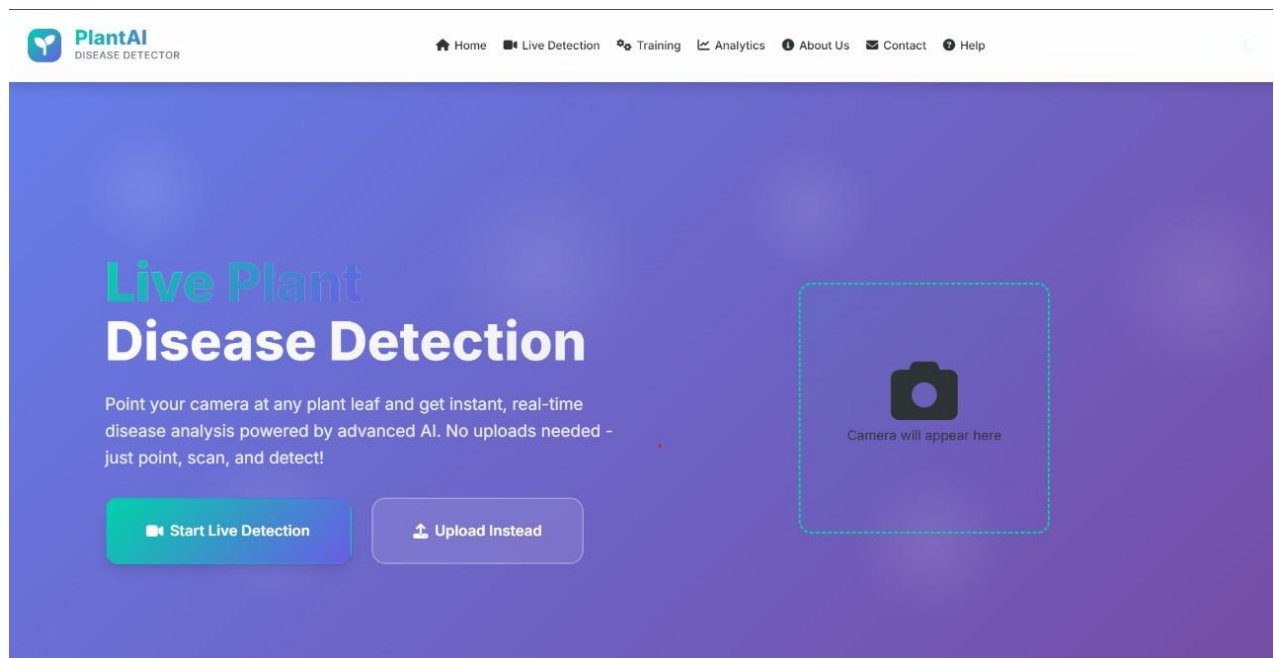 PlantAI
DISEASE DETECTOR
Home Live Detection Training Analytics About Us Contact Help
Live Plant
Disease Detection
Point your camera at any plant leaf and get instant, real-time
disease analysis powered by advanced AI. No uploads needed -
just point, scan, and detect!
Camera will appear here
Start Live Detection Upload Instead